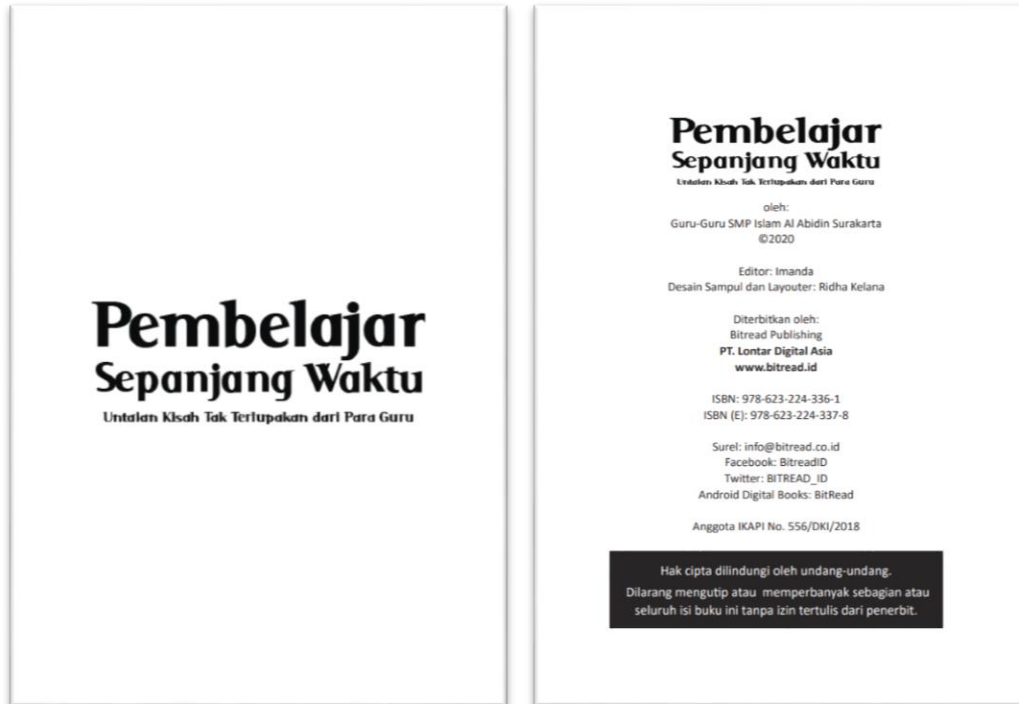 Pembelajar
Sepanjang Waktu
Untaian Kisah Tak Terlupakan dari Para Guru
Pembelajar
Sepanjang Waktu
Untaian Kisah Tak Terlupakan dari Para Guru
oleh:
Guru-Guru SMP Islam Al Abidin Surakarta
©2020
Editor: Imanda
Desain Sampul dan Layouter: Ridha Kelana
Diterbitkan oleh:
Bitread Publishing
PT. Lontar Digital Asia
www.bitread.id
ISBN: 978-623-224-336-1
ISBN (E): 978-623-224-337-8
Surel: info@bitread.co.id
Facebook: BitreadID
Twitter: BITREAD_ID
Android Digital Books: BitRead
Anggota IKAPI No. 556/DKI/2018
Hak cipta dilindungi oleh undang-undang.
Dilarang mengutip atau memperbanyak sebagian atau
seluruh isi buku ini tanpa izin tertulis dari penerbit.